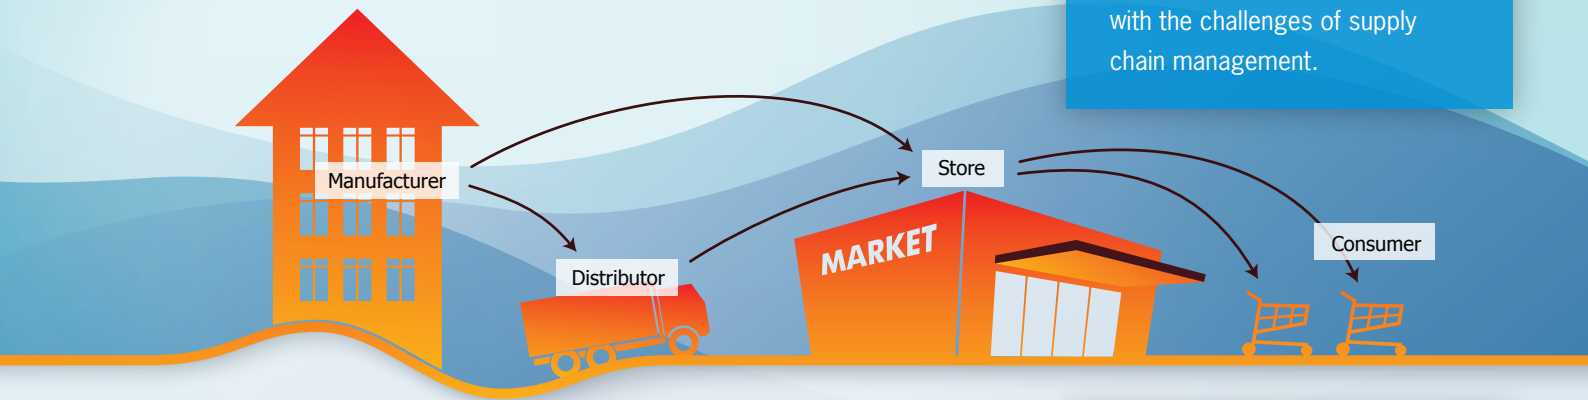 with the challenges of supply
chain management.
Manufacturer
Store
MARKET
Consumer
Distributor